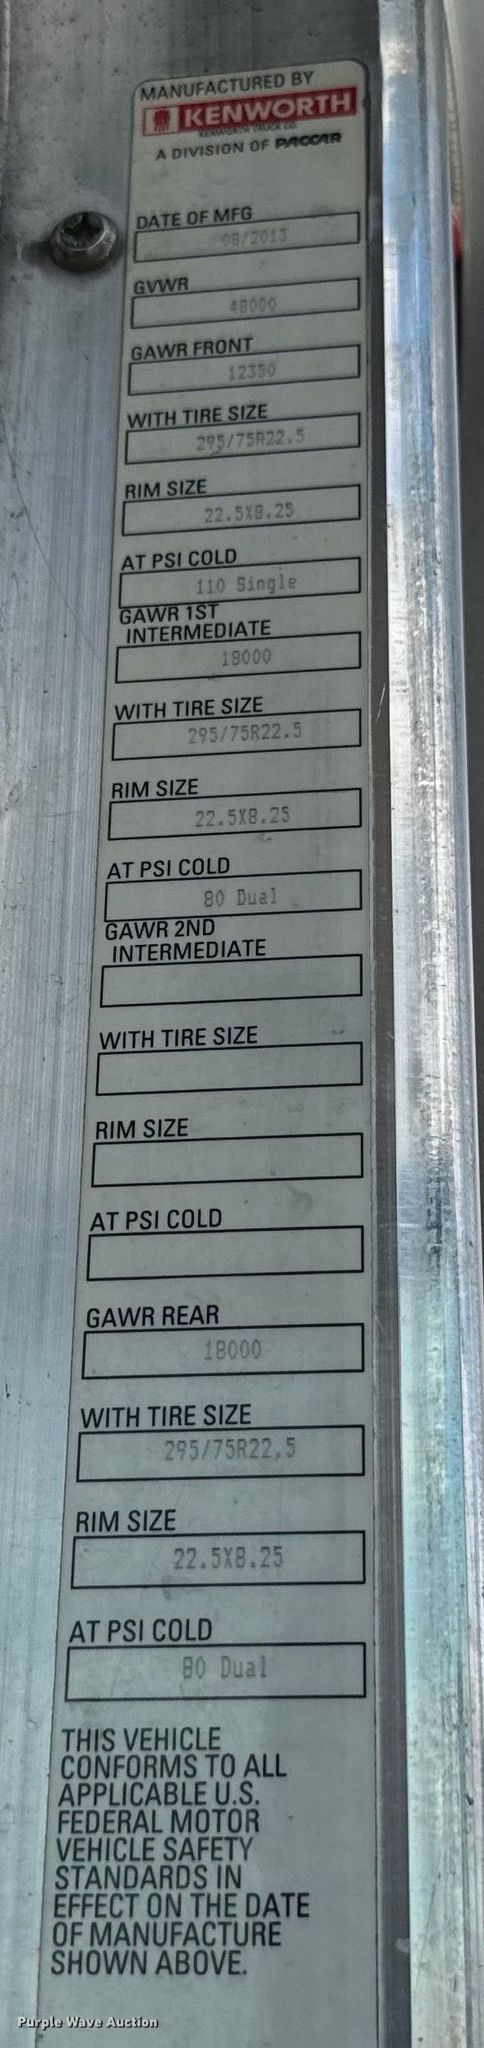 MANUFACTURED BY
KENWORTH
KENWORTH TRUCK CO.
A DIVISION OF PACCAR
DATE OF MFG
08/2013
GVWR
48000
GAWR FRONT
12350
WITH TIRE SIZE
295/75R22.5
RIM SIZE
22.5X8.25
AT PSI COLD
110 Single
GAWR 1ST
INTERMEDIATE
18000
WITH TIRE SIZE
295/75R22.5
RIM SIZE
22.5X8.25
AT PSI COLD
80 Dual
GAWR 2ND
INTERMEDIATE
WITH TIRE SIZE
RIM SIZE
AT PSI COLD
GAWR REAR
18000
WITH TIRE SIZE
295/75R22.5
RIM SIZE
22.5X8.25
AT PSI COLD
80 Dual
THIS VEHICLE
CONFORMS TO ALL
APPLICABLE U.S.
FEDERAL MOTOR
VEHICLE SAFETY
STANDARDS IN
EFFECT ON THE DATE
OF MANUFACTURE
SHOWN ABOVE.
Purple Wave Auction